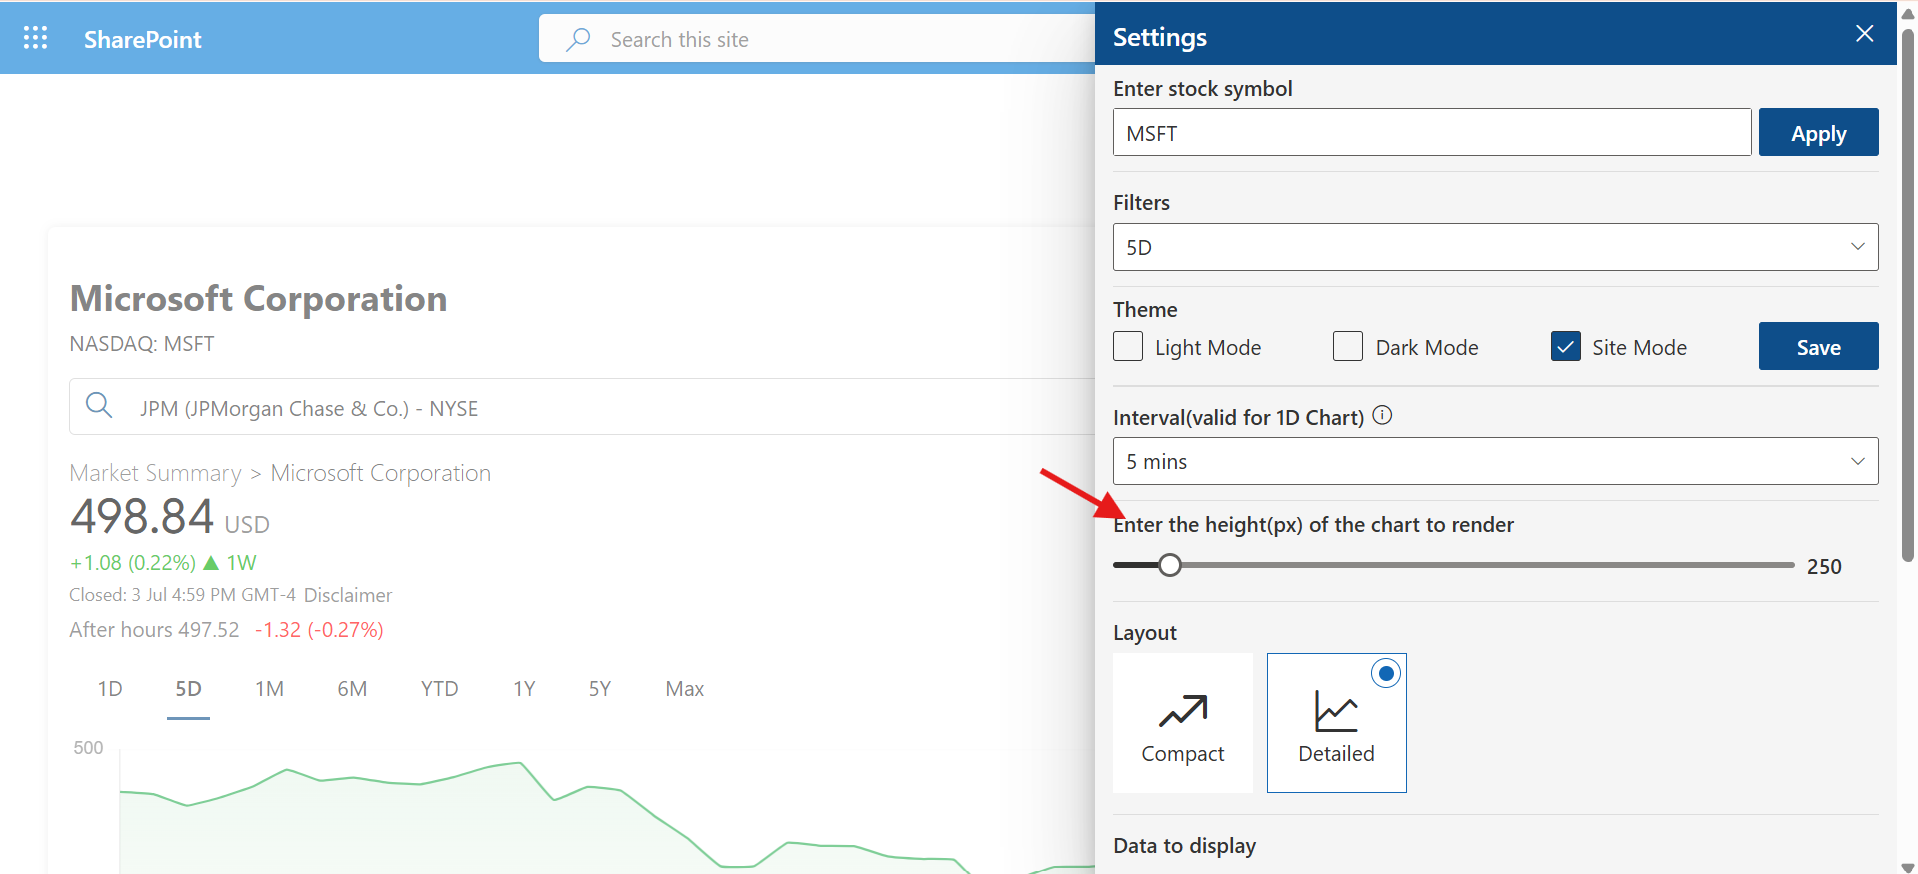 SharePoint
Search this site
Microsoft Corporation
NASDAQ: MSFT
JPM (JPMorgan Chase & Co.) - NYSE
Market Summary > Microsoft Corporation
498.84 USD
+1.08 (0.22%) ▲ 1W
Closed: 3 Jul 4:59 PM GMT-4 Disclaimer
After hours 497.52 -1.32 (-0.27%)
1D 5D 1M 6M YTD 1Y 5Y Max
500
Settings
Enter stock symbol
MSFT Apply
Filters
5D
Theme
Light Mode Dark Mode Site Mode Save
Interval(valid for 1D Chart)
5 mins
Enter the height(px) of the chart to render
250
Layout
Compact Detailed
Data to display